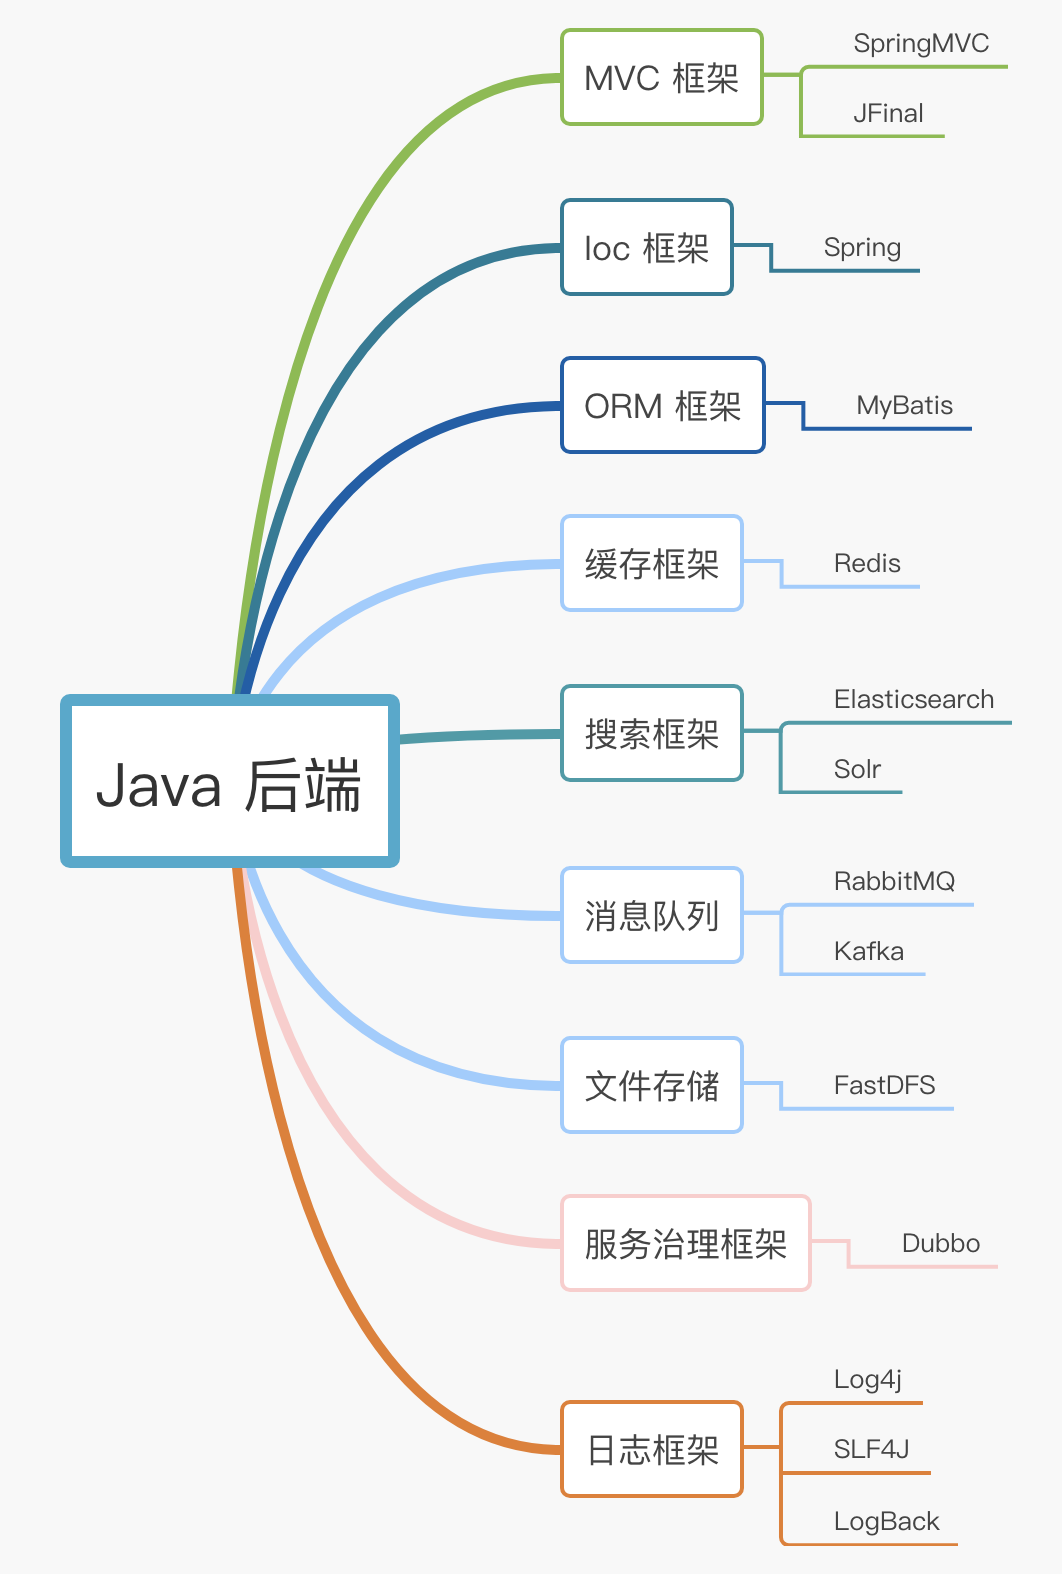 MVC 框架
SpringMVC
JFinal
Ioc 框架
Spring
ORM 框架
MyBatis
缓存框架
Redis
Java 后端
搜索框架
Elasticsearch
Solr
消息队列
RabbitMQ
Kafka
文件存储
FastDFS
服务治理框架
Dubbo
日志框架
Log4j
SLF4J
LogBack